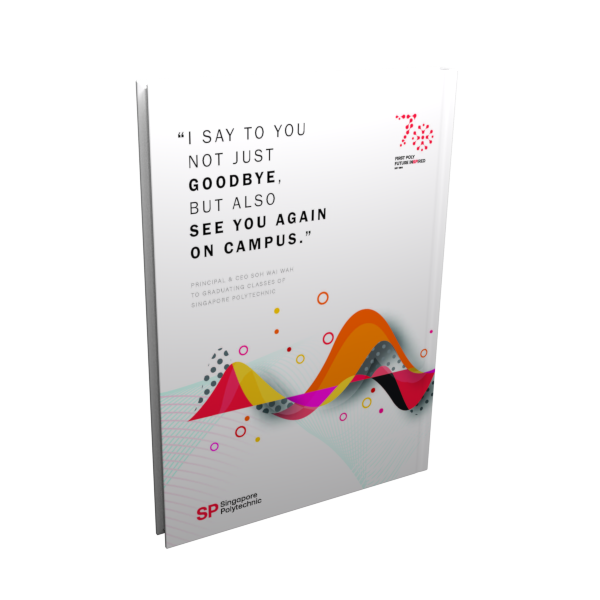 “I SAY TO YOU
NOT JUST
GOODBYE,
BUT ALSO
SEE YOU AGAIN
ON CAMPUS.”
PRINCIPAL & CEO SOH WAI WAH
TO GRADUATING CLASSES OF
SINGAPORE POLYTECHNIC
70
FIRST POLY
FUTURE INSPIRED
SP Singapore
Polytechnic